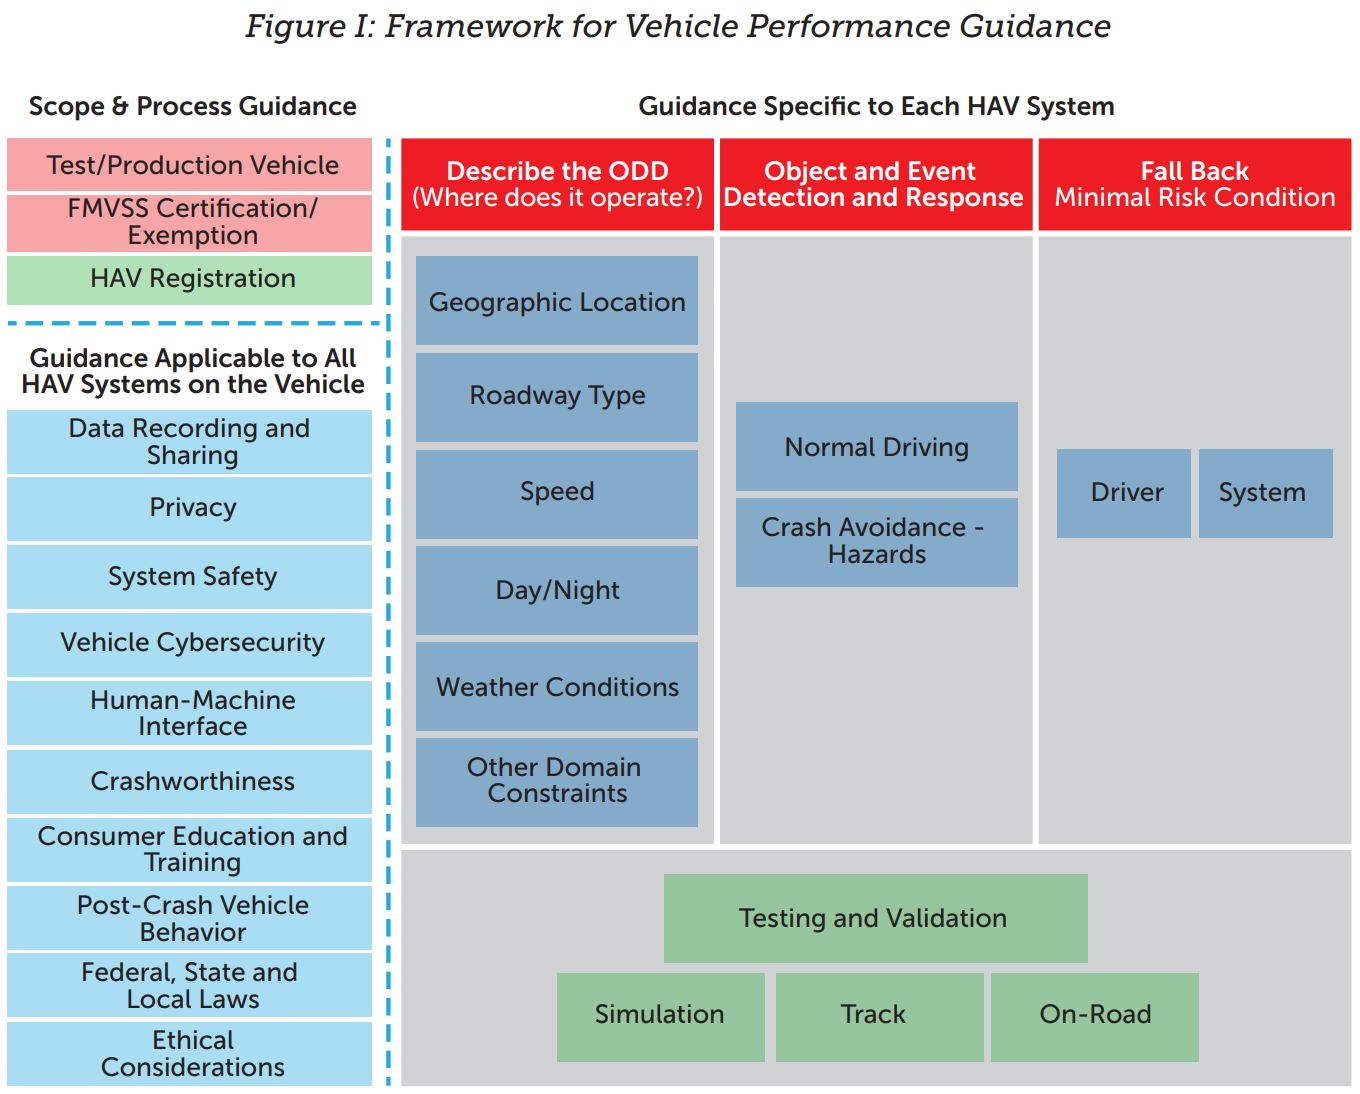 Figure I: Framework for Vehicle Performance Guidance
Scope & Process Guidance
Test/Production Vehicle
FMVSS Certification/
Exemption
HAV Registration
Guidance Applicable to All
HAV Systems on the Vehicle
Data Recording and
Sharing
Privacy
System Safety
Vehicle Cybersecurity
Human-Machine
Interface
Crashworthiness
Consumer Education and
Training
Post-Crash Vehicle
Behavior
Federal, State and
Local Laws
Ethical
Considerations
Guidance Specific to Each HAV System
Describe the ODD
(Where does it operate?)
Geographic Location
Roadway Type
Speed
Day/Night
Weather Conditions
Other Domain
Constraints
Object and Event
Detection and Response
Normal Driving
Crash Avoidance -
Hazards
Fall Back
Minimal Risk Condition
Driver
System
Testing and Validation
Simulation
Track
On-Road